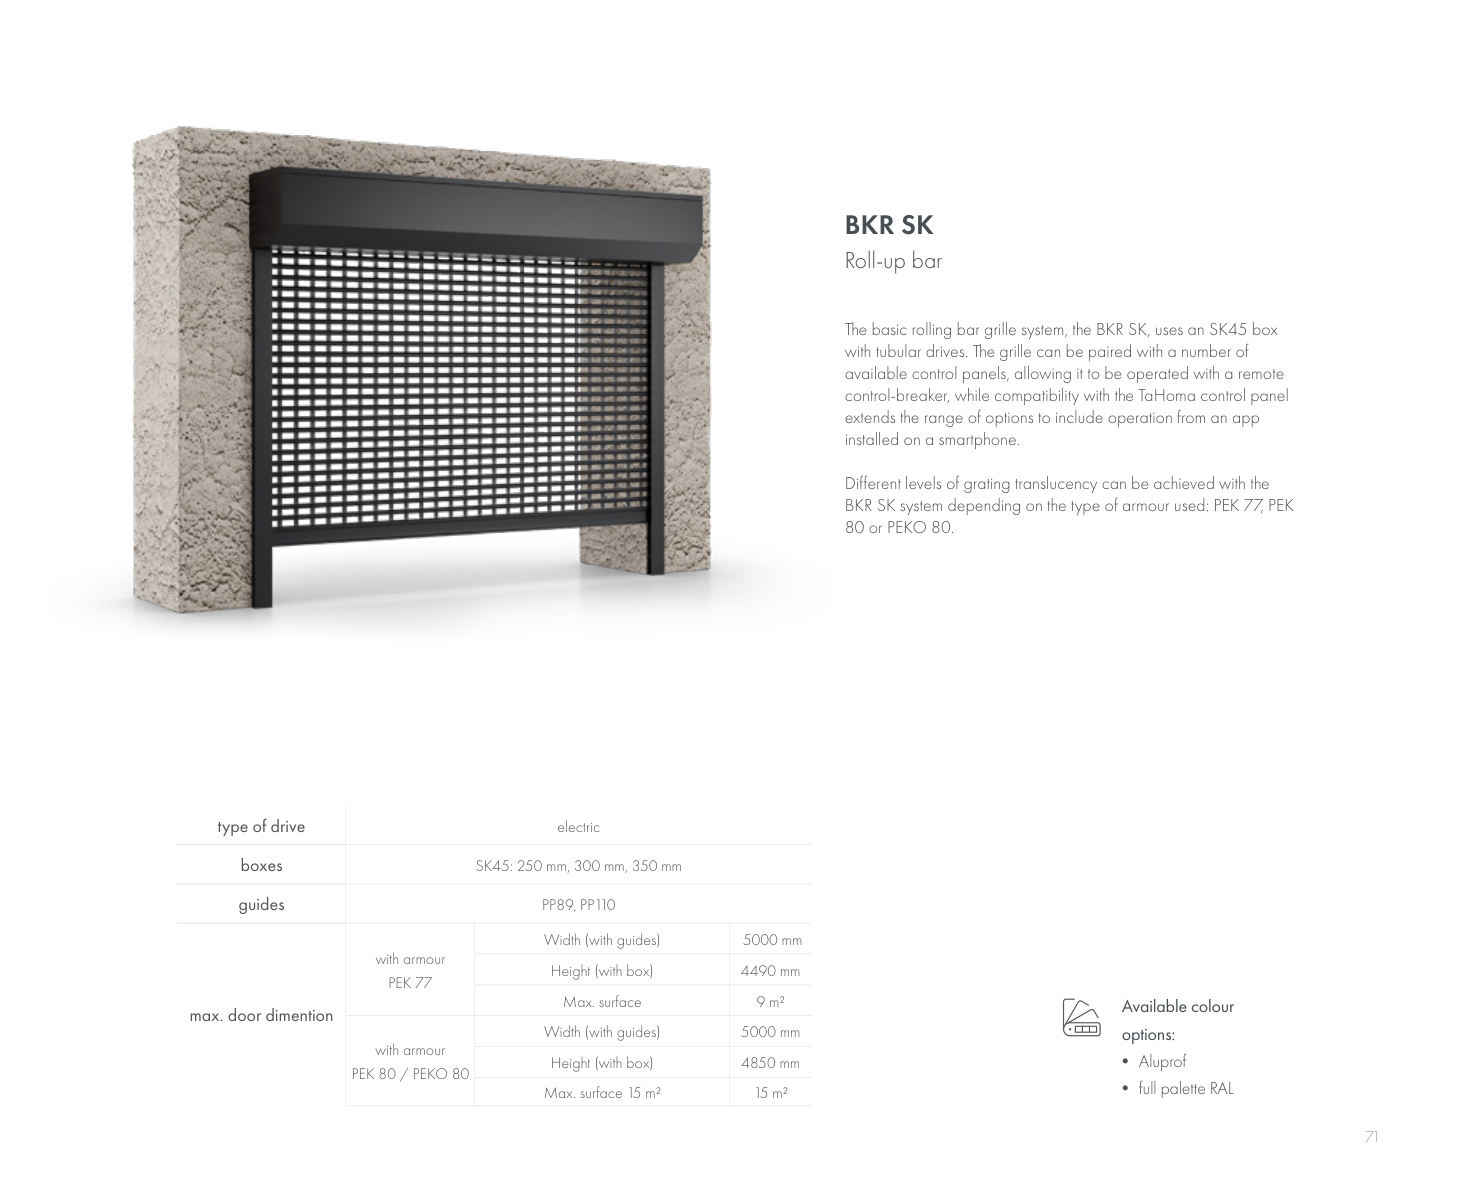 BKR SK
Roll-up bar
The basic rolling bar grille system, the BKR SK, uses an SK45 box
with tubular drives. The grille can be paired with a number of
available control panels, allowing it to be operated with a remote
control-breaker, while compatibility with the TaHoma control panel
extends the range of options to include operation from an app
installed on a smartphone.
Different levels of grating translucency can be achieved with the
BKR SK system depending on the type of armour used: PEK 77, PEK
80 or PEKO 80.
type of drive electric
boxes SK45: 250 mm, 300 mm, 350 mm
guides PP89, PP110
max. door dimention
with armour
PEK 77
Width (with guides) 5000 mm
Height (with box) 4490 mm
Max. surface 9 m²
with armour
PEK 80 / PEKO 80
Width (with guides) 5000 mm
Height (with box) 4850 mm
Max. surface 15 m² 15 m²
Available colour
options:
• Aluprof
• full palette RAL
71